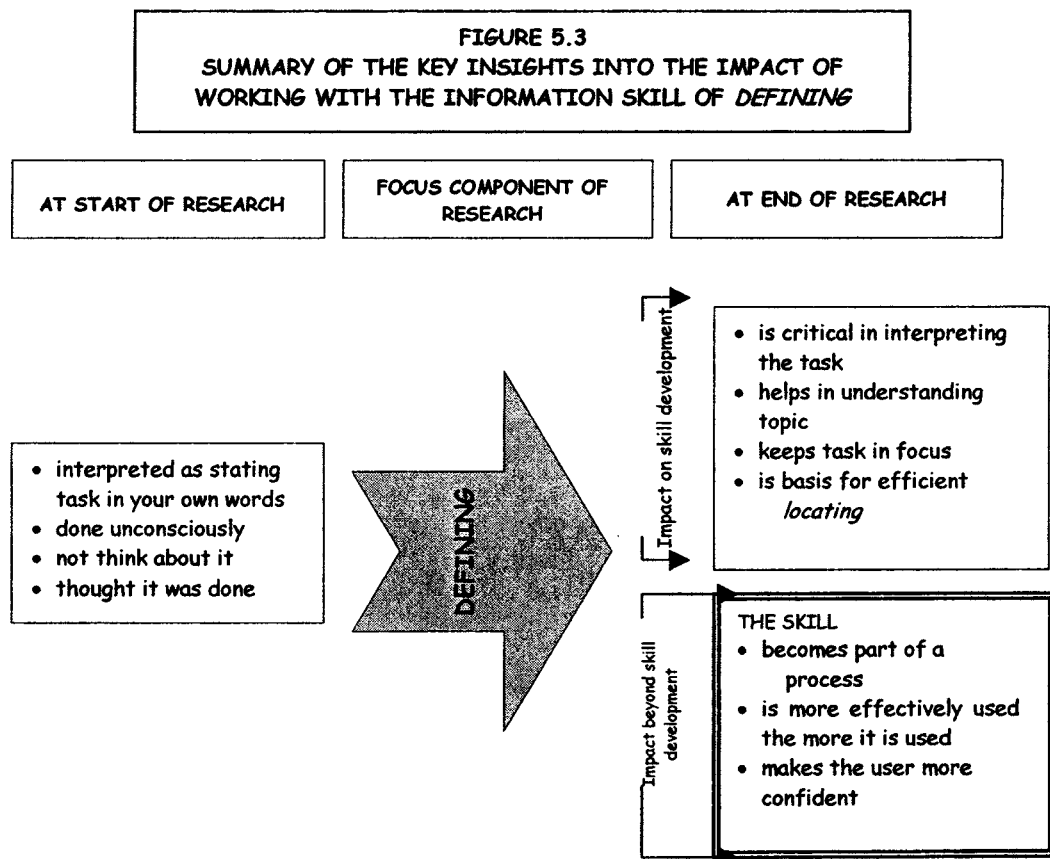 FIGURE 5.3
SUMMARY OF THE KEY INSIGHTS INTO THE IMPACT OF
WORKING WITH THE INFORMATION SKILL OF DEFINING
AT START OF RESEARCH
FOCUS COMPONENT OF
RESEARCH
AT END OF RESEARCH
• interpreted as stating
task in your own words
• done unconsciously
• not think about it
• thought it was done
DEFINING
Impact on skill development
• is critical in interpreting
the task
• helps in understanding
topic
• keeps task in focus
• is basis for efficient
locating
Impact beyond skill
development
THE SKILL
• becomes part of a
process
• is more effectively used
the more it is used
• makes the user more
confident